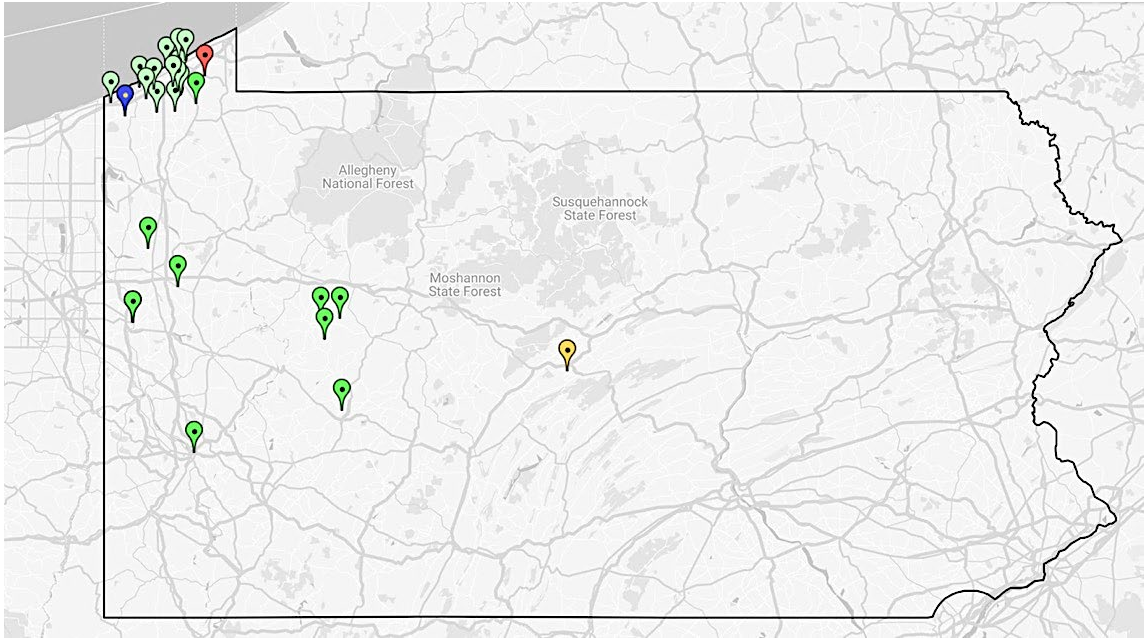 Allegheny
National Forest
Susquehannock
State Forest
Moshannon
State Forest